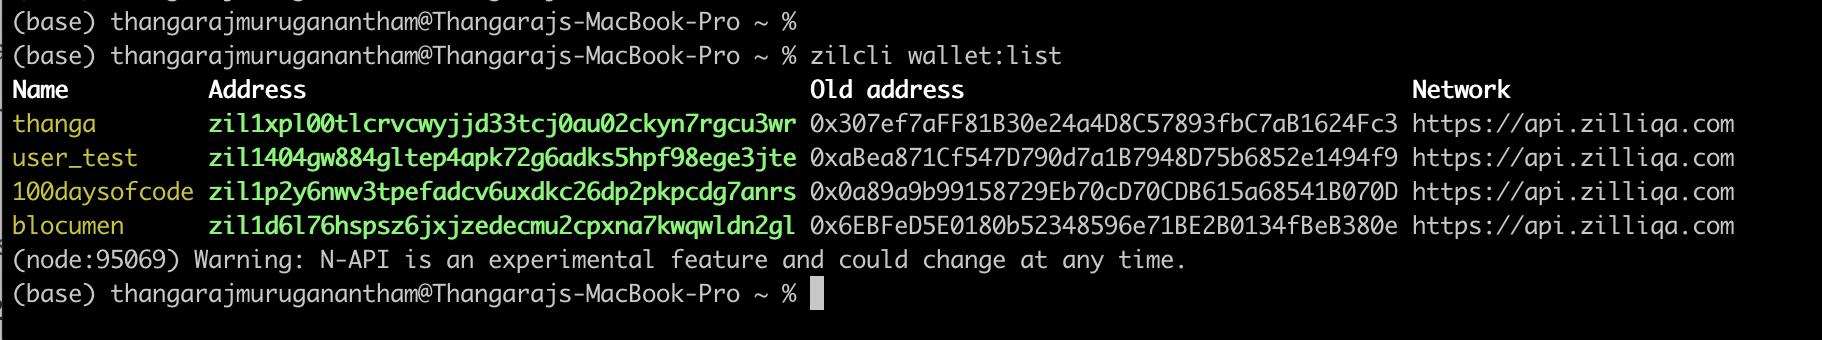 (base) thangarajmuruganantham@Thangarajs-MacBook-Pro ~ %
(base) thangarajmuruganantham@Thangarajs-MacBook-Pro ~ % zilcli wallet:list
Name Address Old address Network
thanga zil1xpl00tlcrvcwyjjd33tcj0au02ckyn7rgcu3wr 0x307ef7aFF81B30e24a4D8C57893fbC7aB1624Fc3 https://api.zilliqa.com
user_test zil1404gw884gltep4apk72g6adks5hpf98ege3jte 0xaBea871Cf547D790d7a1B7948D75b6852e1494f9 https://api.zilliqa.com
100daysofcode zil1p2y6nwv3tpefadcv6uxdkc26dp2pkpcdg7anrs 0x0a89a9b99158729Eb70cD70CDB615a68541B070D https://api.zilliqa.com
blocumen zil1d6l76hspsz6jxjzedecmu2cpxna7kwqwldn2gl 0x6EBFeD5E0180b52348596e71BE2B0134fBeB380e https://api.zilliqa.com
(node:95069) Warning: N-API is an experimental feature and could change at any time.
(base) thangarajmuruganantham@Thangarajs-MacBook-Pro ~ %